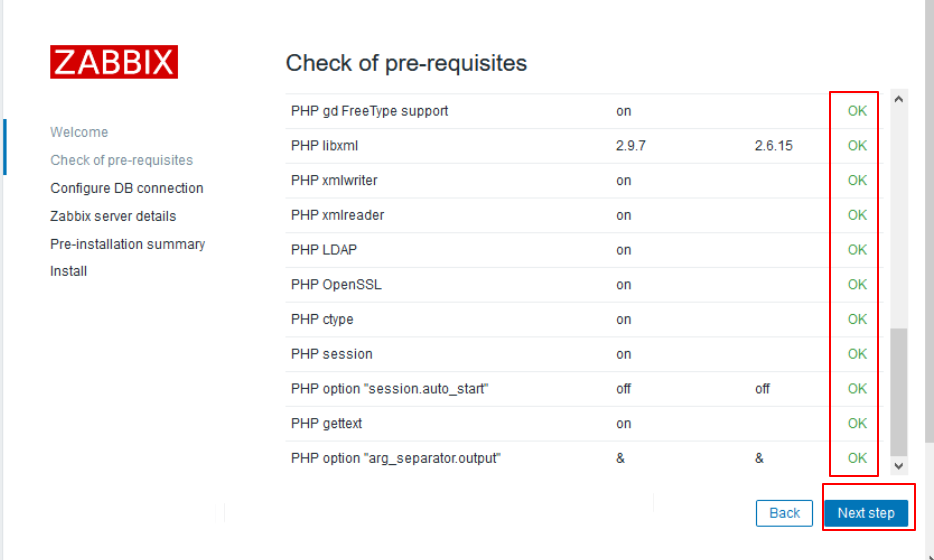 ZABBIX
Check of pre-requisites
Welcome
Check of pre-requisites
Configure DB connection
Zabbix server details
Pre-installation summary
Install
PHP gd FreeType support on OK
PHP libxml 2.9.7 2.6.15 OK
PHP xmlwriter on OK
PHP xmlreader on OK
PHP LDAP on OK
PHP OpenSSL on OK
PHP ctype on OK
PHP session on OK
PHP option "session.auto_start" off off OK
PHP gettext on OK
PHP option "arg_separator.output" & & OK
Back Next step